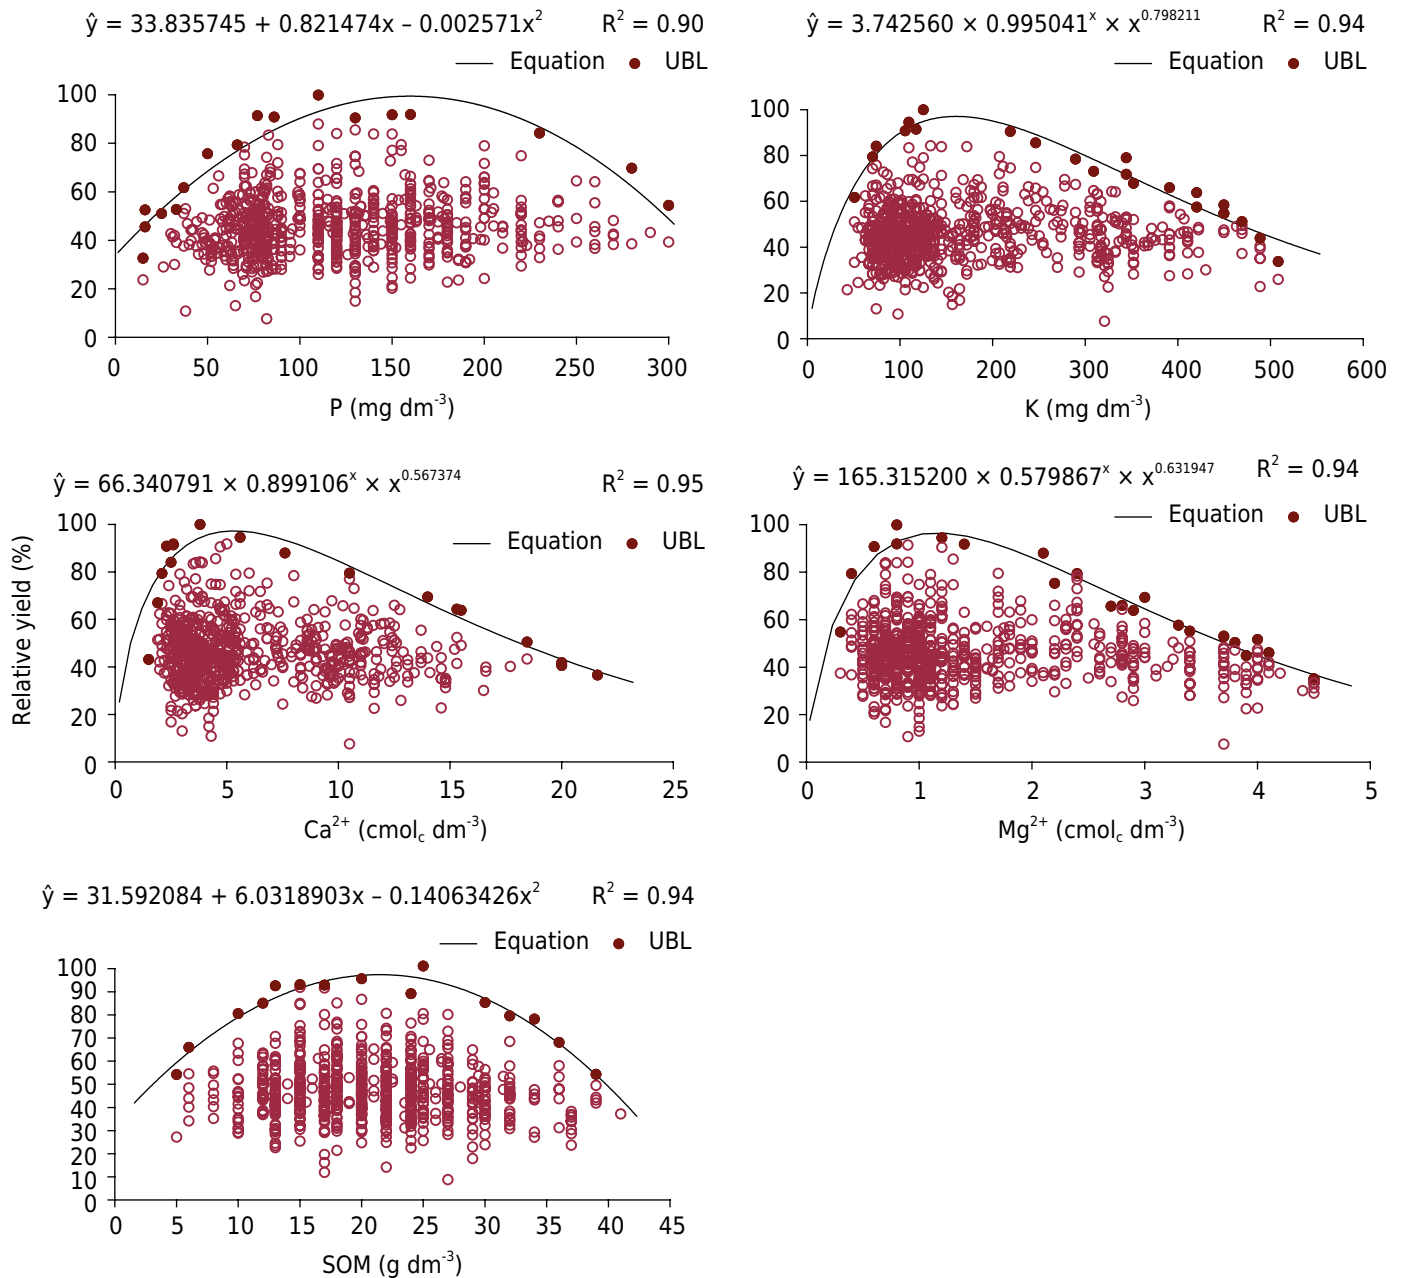 ŷ = 33.835745 + 0.821474x – 0.002571x² R² = 0.90
Equation UBL
100
80
60
40
20
0
0 50 100 150 200 250 300
P (mg dm⁻³)
ŷ = 3.742560 × 0.995041ˣ × x⁰·⁷⁹⁸²¹¹ R² = 0.94
Equation UBL
100
80
60
40
20
0
0 100 200 300 400 500 600
K (mg dm⁻³)
Relative yield (%)
ŷ = 66.340791 × 0.899106ˣ × x⁰·⁵⁶⁷³⁷⁴ R² = 0.95
Equation UBL
100
80
60
40
20
0
0 5 10 15 20 25
Ca²⁺ (cmol꜀ dm⁻³)
ŷ = 165.315200 × 0.579867ˣ × x⁰·⁶³¹⁹⁴⁷ R² = 0.94
Equation UBL
100
80
60
40
20
0
0 1 2 3 4 5
Mg²⁺ (cmol꜀ dm⁻³)
ŷ = 31.592084 + 6.0318903x – 0.14063426x² R² = 0.94
Equation UBL
100
90
80
70
60
50
40
30
20
10
0
0 5 10 15 20 25 30 35 40 45
SOM (g dm⁻³)